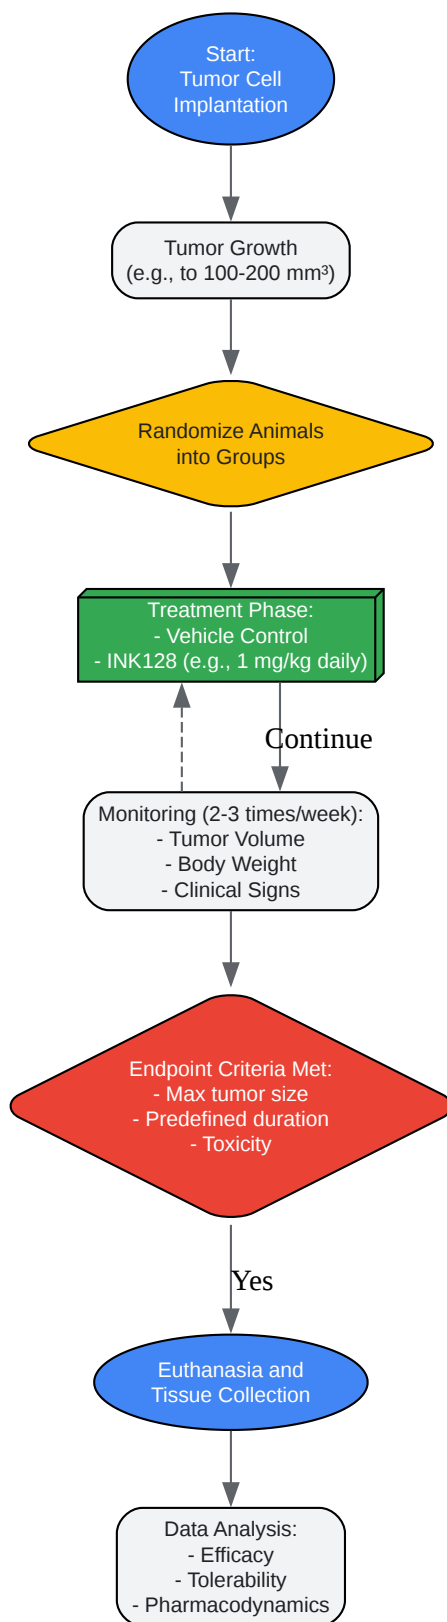 Start:
Tumor Cell
Implantation
Tumor Growth
(e.g., to 100-200 mm³)
Randomize Animals
into Groups
Treatment Phase:
- Vehicle Control
- INK128 (e.g., 1 mg/kg daily)
Continue
Monitoring (2-3 times/week):
- Tumor Volume
- Body Weight
- Clinical Signs
Endpoint Criteria Met:
- Max tumor size
- Predefined duration
- Toxicity
Yes
Euthanasia and
Tissue Collection
Data Analysis:
- Efficacy
- Tolerability
- Pharmacodynamics